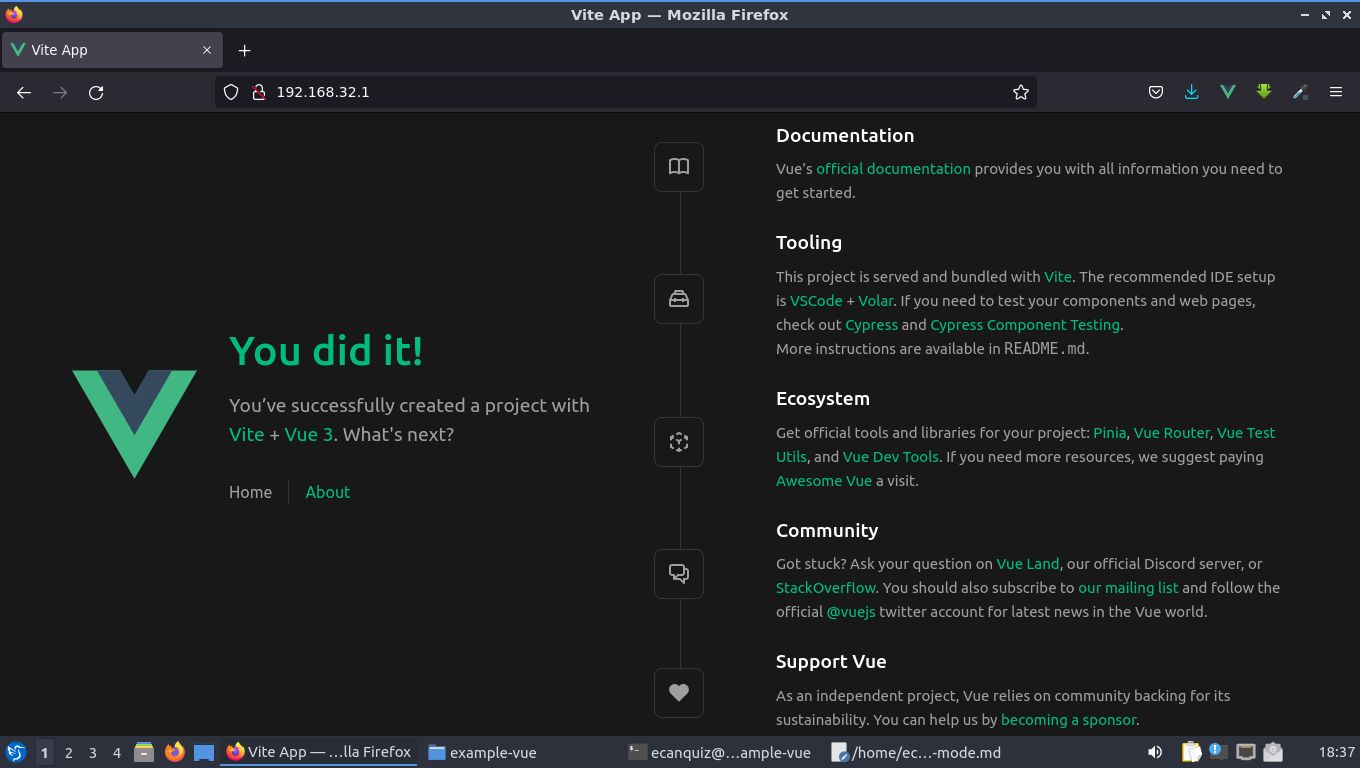 Vite App — Mozilla Firefox
Vite App
192.168.32.1
You did it!
You’ve successfully created a project with
Vite + Vue 3. What's next?
Home
About
Documentation
Vue’s official documentation provides you with all information you need to
get started.
Tooling
This project is served and bundled with Vite. The recommended IDE setup
is VSCode + Volar. If you need to test your components and web pages,
check out Cypress and Cypress Component Testing.
More instructions are available in README.md.
Ecosystem
Get official tools and libraries for your project: Pinia, Vue Router, Vue Test
Utils, and Vue Dev Tools. If you need more resources, we suggest paying
Awesome Vue a visit.
Community
Got stuck? Ask your question on Vue Land, our official Discord server, or
StackOverflow. You should also subscribe to our mailing list and follow the
official @vuejs twitter account for latest news in the Vue world.
Support Vue
As an independent project, Vue relies on community backing for its
sustainability. You can help us by becoming a sponsor.
1 2 3 4 Vite App — …lla Firefox example-vue ecanquiz@…ample-vue /home/ec…-mode.md 18:37